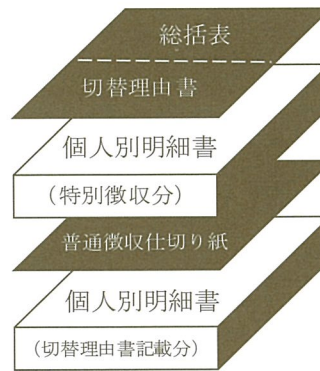 総括表
切替理由書
個人別明細書
（特別徴収分）
普通徴収仕切り紙
個人別明細書
（切替理由書記載分）